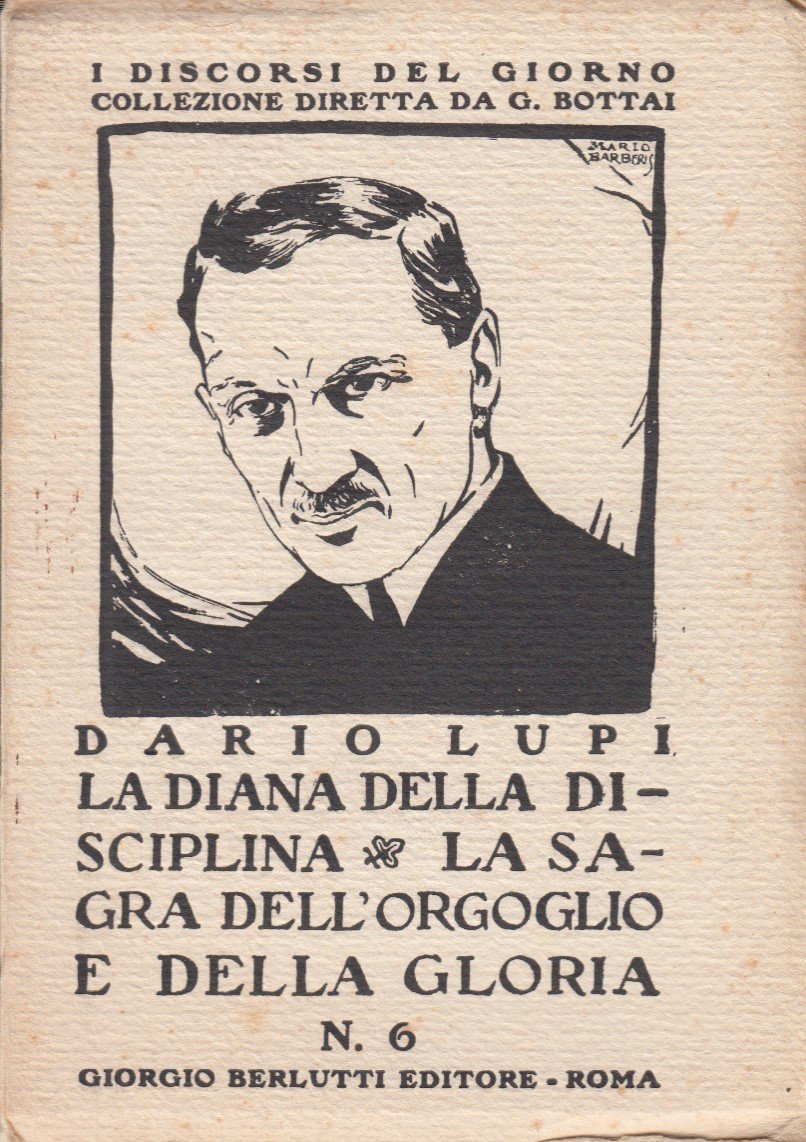 I DISCORSI DEL GIORNO
COLLEZIONE DIRETTA DA G. BOTTAI
MARIO
BARBERIS
DARIO LUPI
LA DIANA DELLA DI-
SCIPLINA LA SA-
GRA DELL'ORGOGLIO
E DELLA GLORIA
N. 6
GIORGIO BERLUTTI EDITORE - ROMA